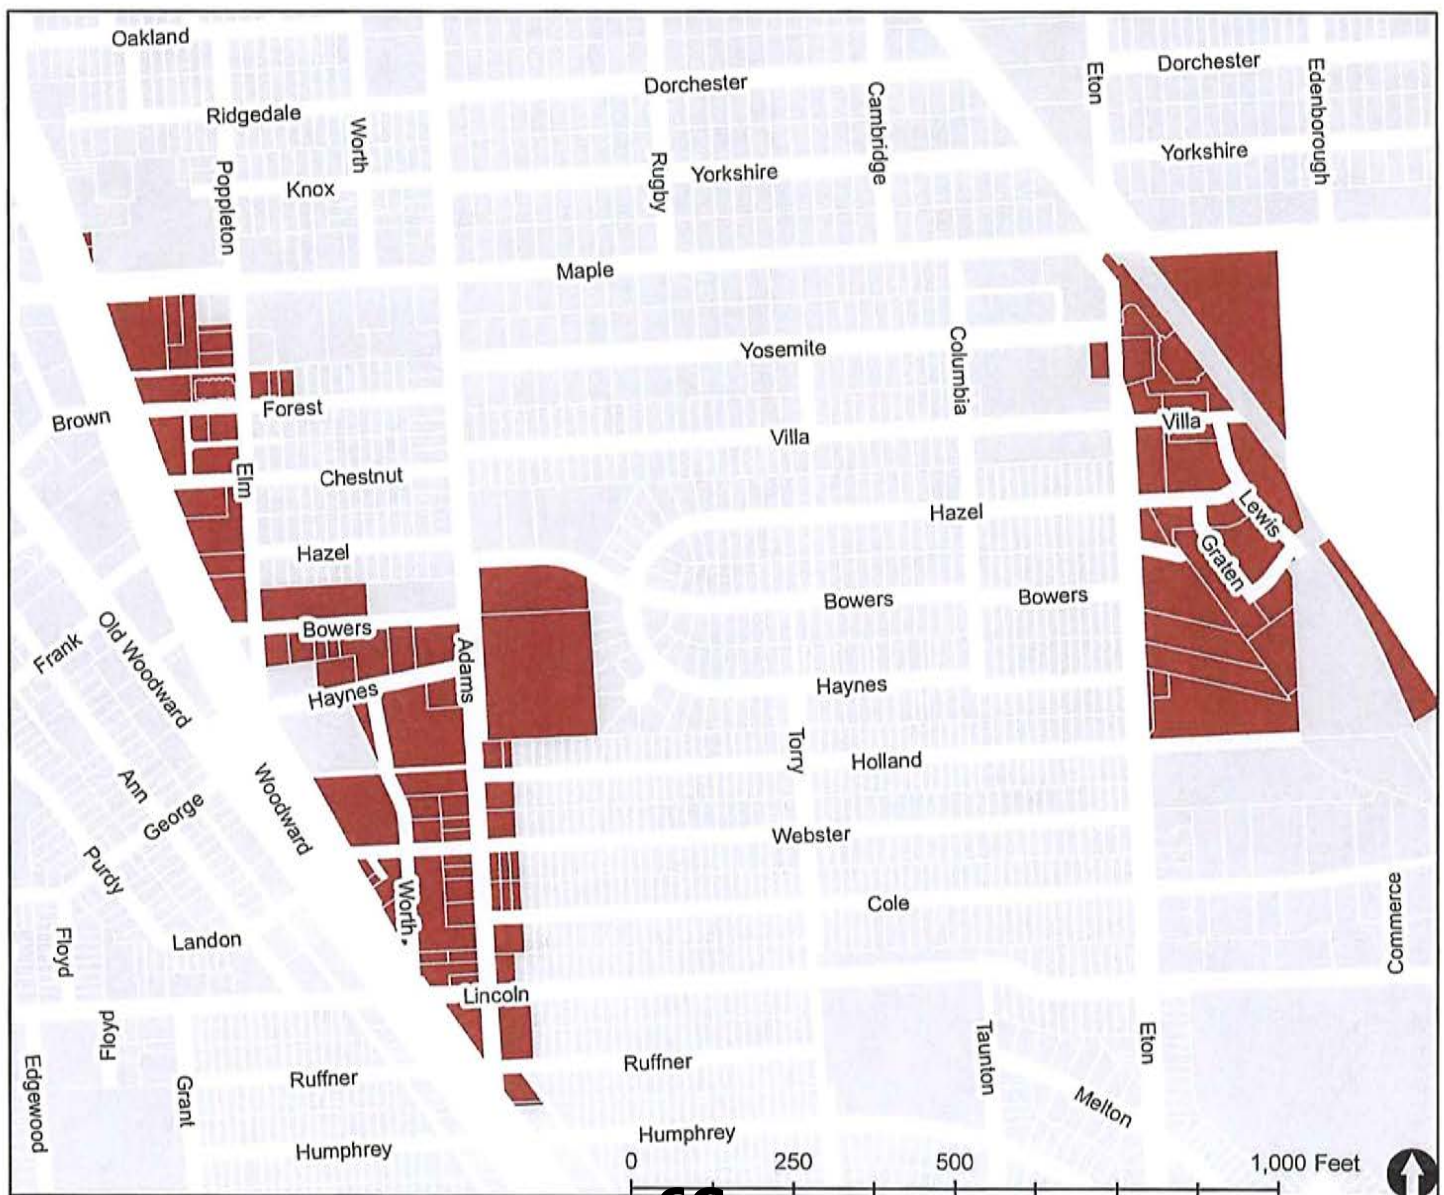 Oakland
Dorchester
Dorchester
Eton
Edenborough
Cambridge
Ridgedale
Worth
Yorkshire
Poppleton
Rugby
Yorkshire
Knox
Maple
Yosemite
Columbia
Brown
Forest
Villa
Villa
Elm
Chestnut
Hazel
Lewis
Hazel
Graten
Bowers
Bowers
Bowers
Frank
Old Woodward
Adams
Haynes
Haynes
Torry
Holland
Ann
George
Woodward
Webster
Purdy
Worth
Cole
Commerce
Floyd
Landon
Lincoln
Floyd
Eton
Taunton
Edgewood
Ruffner
Ruffner
Grant
Melton
Humphrey
Humphrey
0 250 500 1,000 Feet